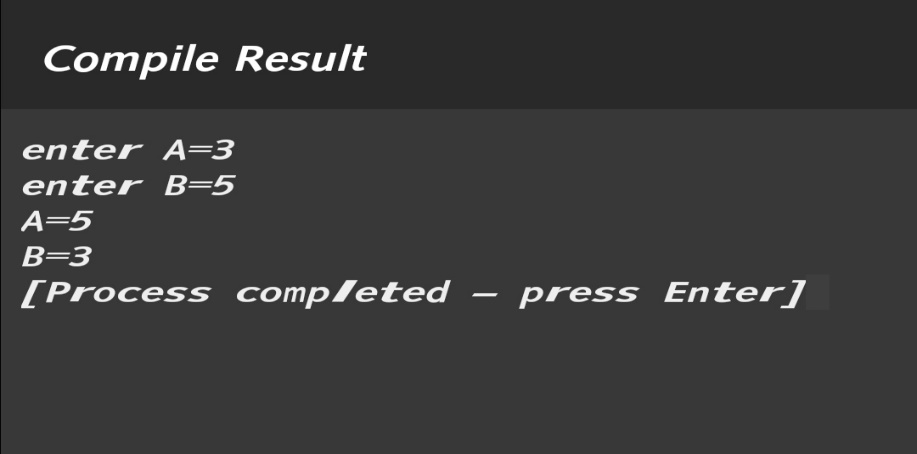 Compile Result
enter A=3
enter B=5
A=5
B=3
[Process completed – press Enter]